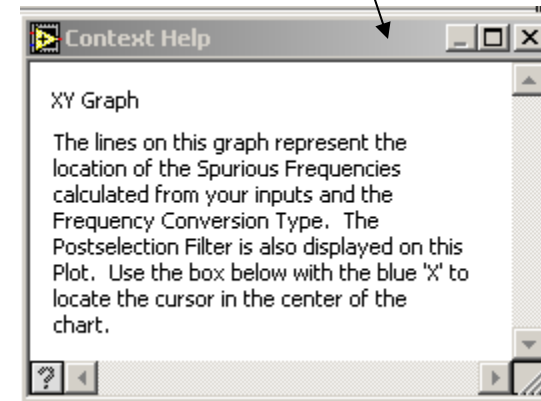 Context Help
XY Graph
The lines on this graph represent the
location of the Spurious Frequencies
calculated from your inputs and the
Frequency Conversion Type. The
Postselection Filter is also displayed on this
Plot. Use the box below with the blue 'X' to
locate the cursor in the center of the
chart.
?